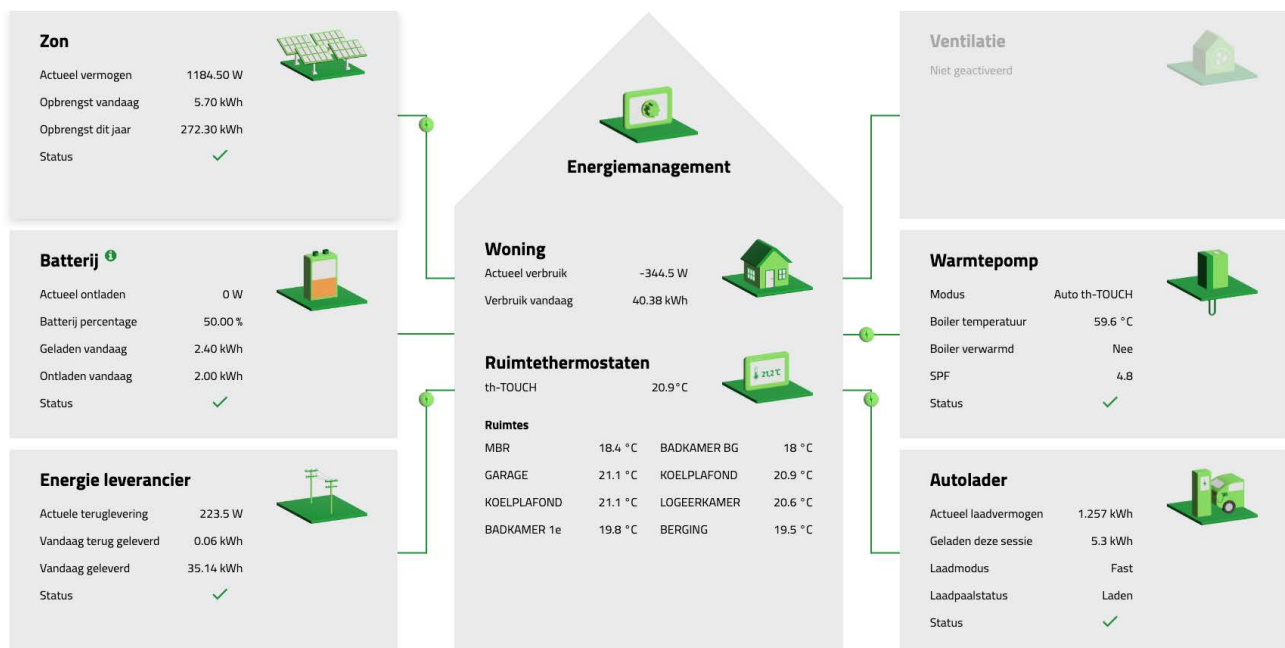 Zon
Actueel vermogen 1184.50 W
Opbrengst vandaag 5.70 kWh
Opbrengst dit jaar 272.30 kWh
Status
Batterij
Actueel ontladen 0 W
Batterij percentage 50.00 %
Geladen vandaag 2.40 kWh
Ontladen vandaag 2.00 kWh
Status
Energie leverancier
Actuele teruglevering 223.5 W
Vandaag terug geleverd 0.06 kWh
Vandaag geleverd 35.14 kWh
Status
Energiemanagement
Woning
Actueel verbruik -344.5 W
Verbruik vandaag 40.38 kWh
Ruimtethermostaten
th-TOUCH 20.9°C
21,2°C
Ruimtes
MBR 18.4 °C BADKAMER BG 18 °C
GARAGE 21.1 °C KOELPLAFOND 20.9 °C
KOELPLAFOND 21.1 °C LOGEERKAMER 20.6 °C
BADKAMER 1e 19.8 °C BERGING 19.5 °C
Ventilatie
Niet geactiveerd
Warmtepomp
Modus Auto th-TOUCH
Boiler temperatuur 59.6 °C
Boiler verwarmd Nee
SPF 4.8
Status
Autolader
Actueel laadvermogen 1.257 kWh
Geladen deze sessie 5.3 kWh
Laadmodus Fast
Laadpaalstatus Laden
Status